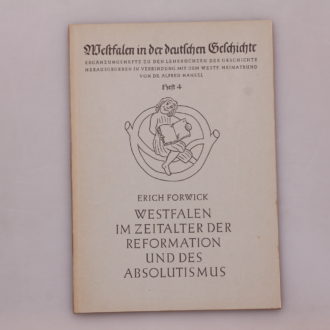 Westfalen in der deutschen Geschichte
ERGÄNZUNGSHEFTE ZU DEN LEHRBÜCHERN DER GESCHICHTE
HERAUSGEGEBEN IN VERBINDUNG MIT DEM WESTF. HEIMATBUND
VON DR. ALFRED
Heft 4
ERICH FORWICK
WESTFALEN
IM ZEITALTER DER
REFORMATION
UND DES
ABSOLUTISMUS